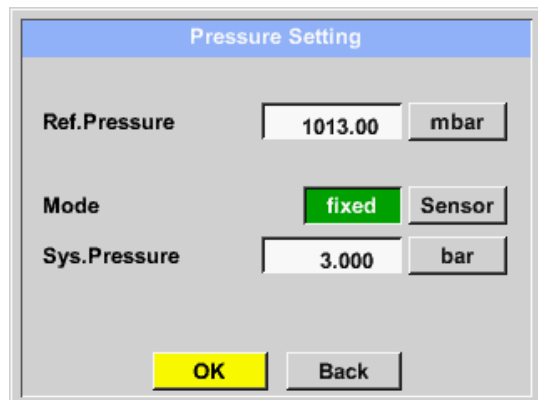 Pressure Setting
Ref.Pressure 1013.00 mbar
Mode fixed Sensor
Sys.Pressure 3.000 bar
OK Back